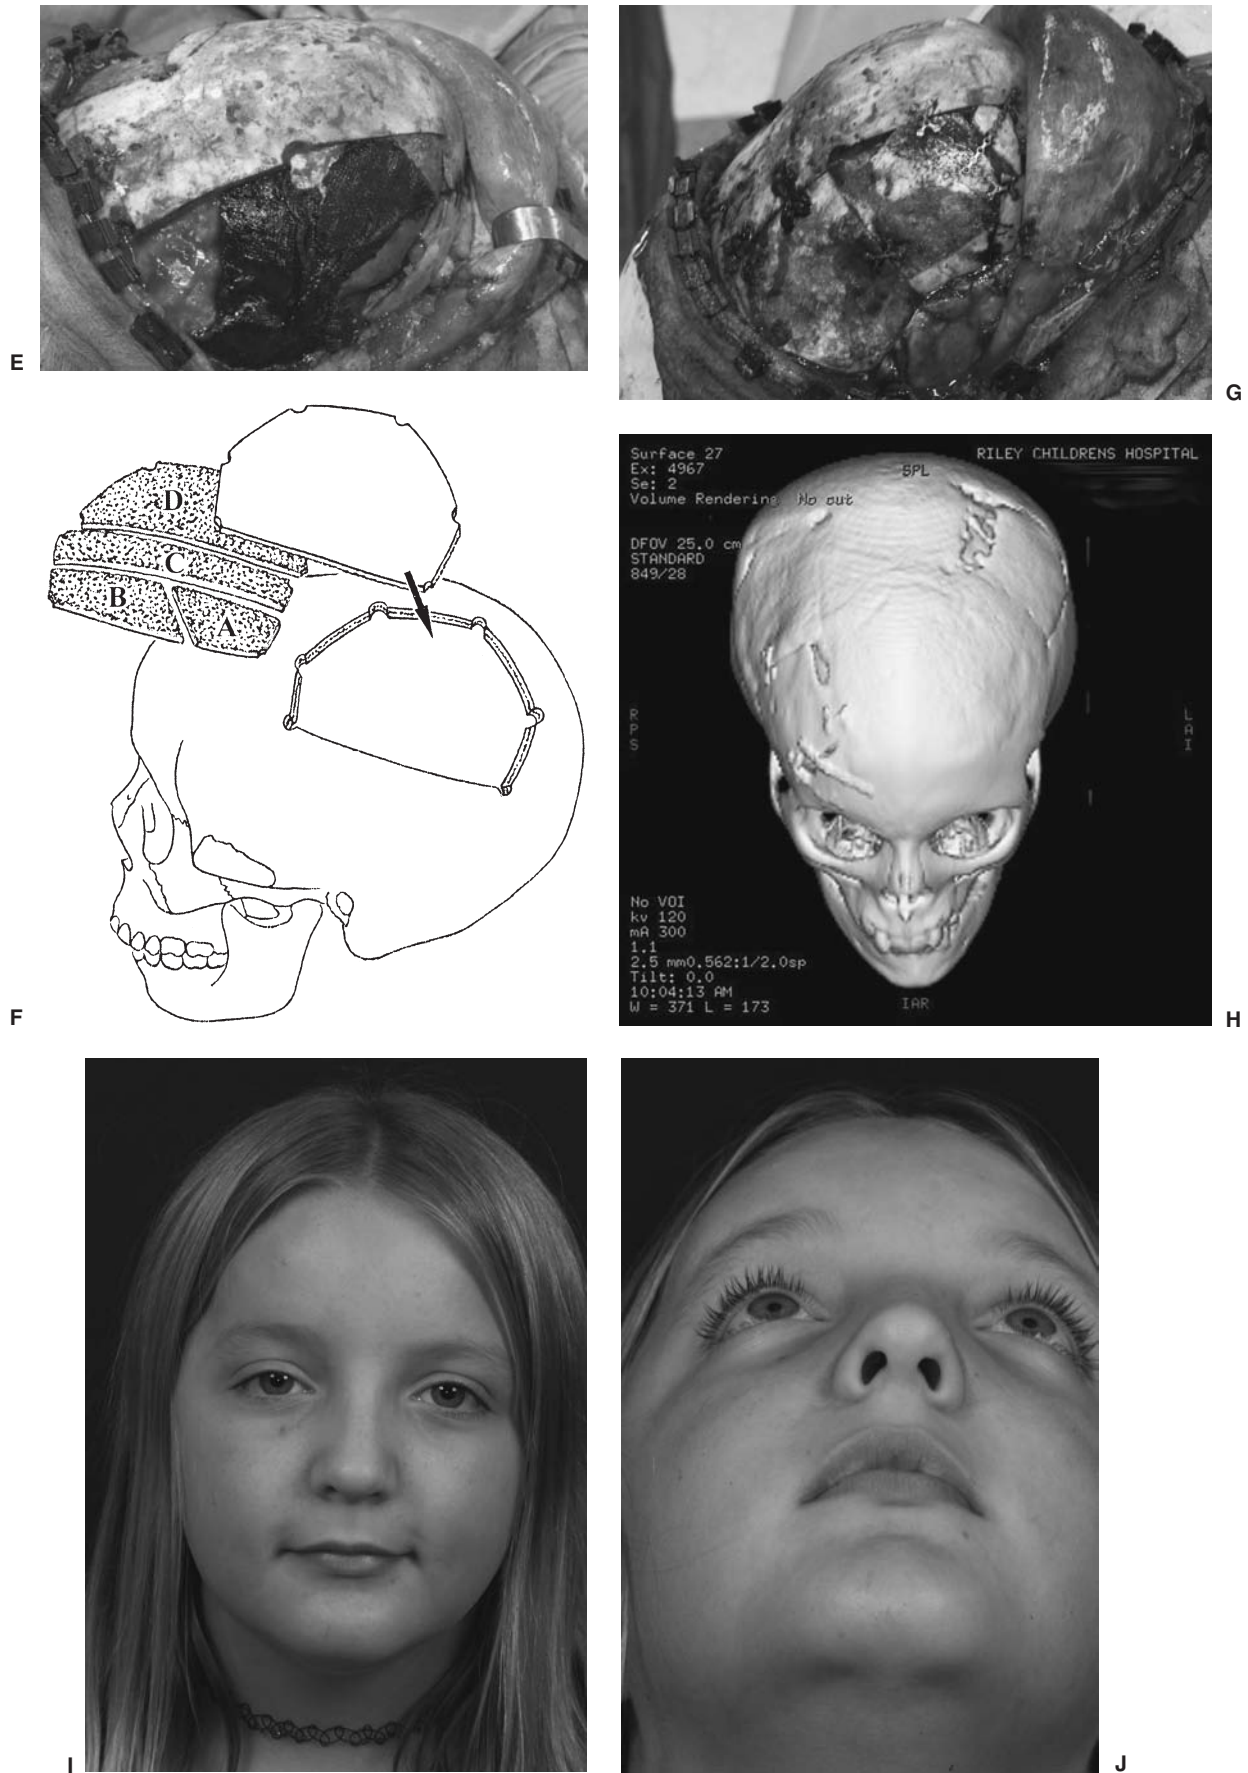 E
G
D
C
B
A
F
Surface 27
Ex: 4967
Se: 2
Volume Rendering No cut
DFOV 25.0 cm
STANDARD
849/28
RILEY CHILDRENS HOSPITAL
SPL
R
P
S
L
A
I
No VOI
kv 120
mA 300
1.1
2.5 mm0.562:1/2.0sp
Tilt: 0.0
10:04:13 AM
W = 371 L = 173
IAR
H
I
J